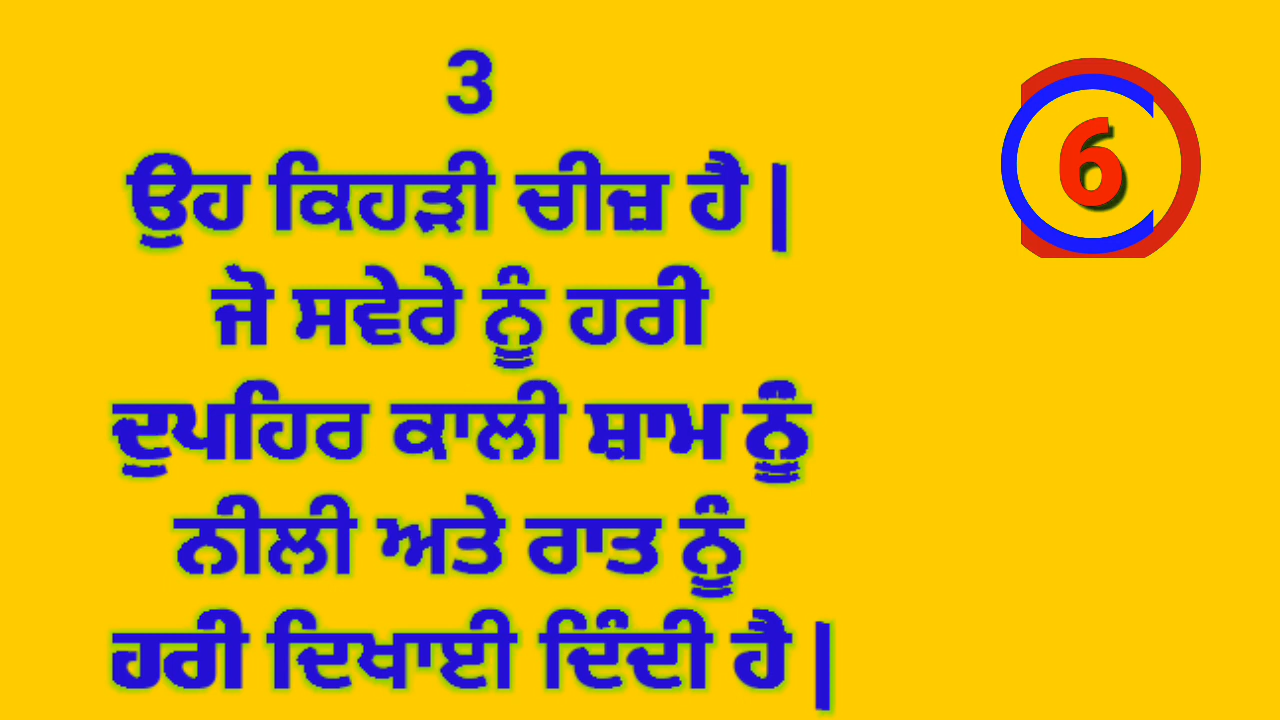 3
6
ਉਹ ਕਿਹੜੀ ਚੀਜ਼ ਹੈ |
ਜੋ ਸਵੇਰੇ ਨੂੰ ਹਰੀ
ਦੁਪਹਿਰ ਕਾਲੀ ਸ਼ਾਮ ਨੂੰ
ਨੀਲੀ ਅਤੇ ਰਾਤ ਨੂੰ
ਹਰੀ ਦਿਖਾਈ ਦਿੰਦੀ ਹੈ |